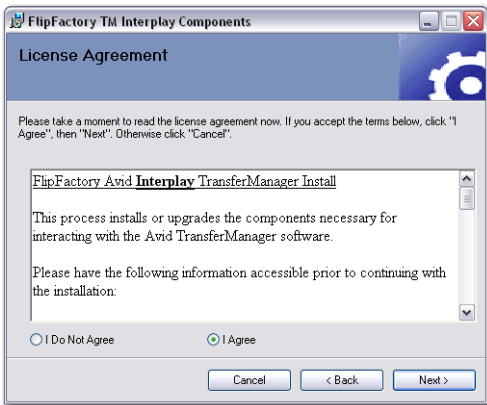 FlipFactory TM Interplay Components
License Agreement
Please take a moment to read the license agreement now. If you accept the terms below, click "I
Agree", then "Next". Otherwise click "Cancel".
FlipFactory Avid Interplay TransferManager Install
This process installs or upgrades the components necessary for
interacting with the Avid TransferManager software.
Please have the following information accessible prior to continuing with
the installation:
I Do Not Agree
I Agree
Cancel
< Back
Next >